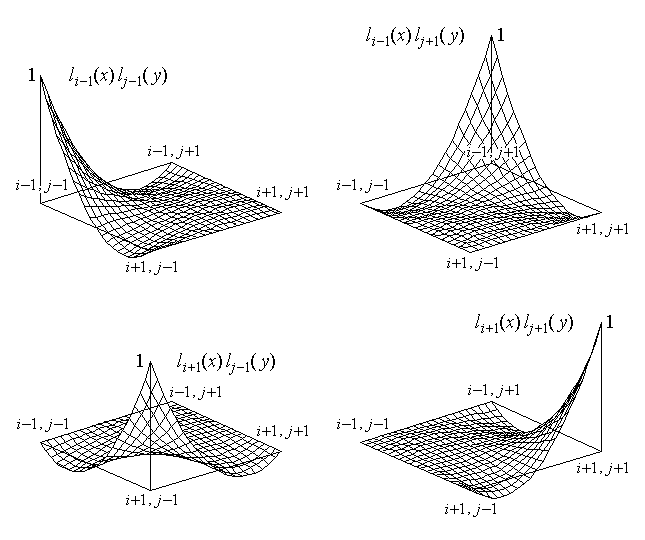 1 l_{i−1}(x) l_{j−1}(y)
i−1, j+1
i−1, j−1
i+1, j+1
i+1, j−1
l_{i−1}(x) l_{j+1}(y) 1
i−1, j+1
i−1, j−1
i+1, j+1
i+1, j−1
1 l_{i+1}(x) l_{j−1}(y)
i−1, j+1
i−1, j−1
i+1, j+1
i+1, j−1
l_{i+1}(x) l_{j+1}(y) 1
i−1, j+1
i−1, j−1
i+1, j+1
i+1, j−1